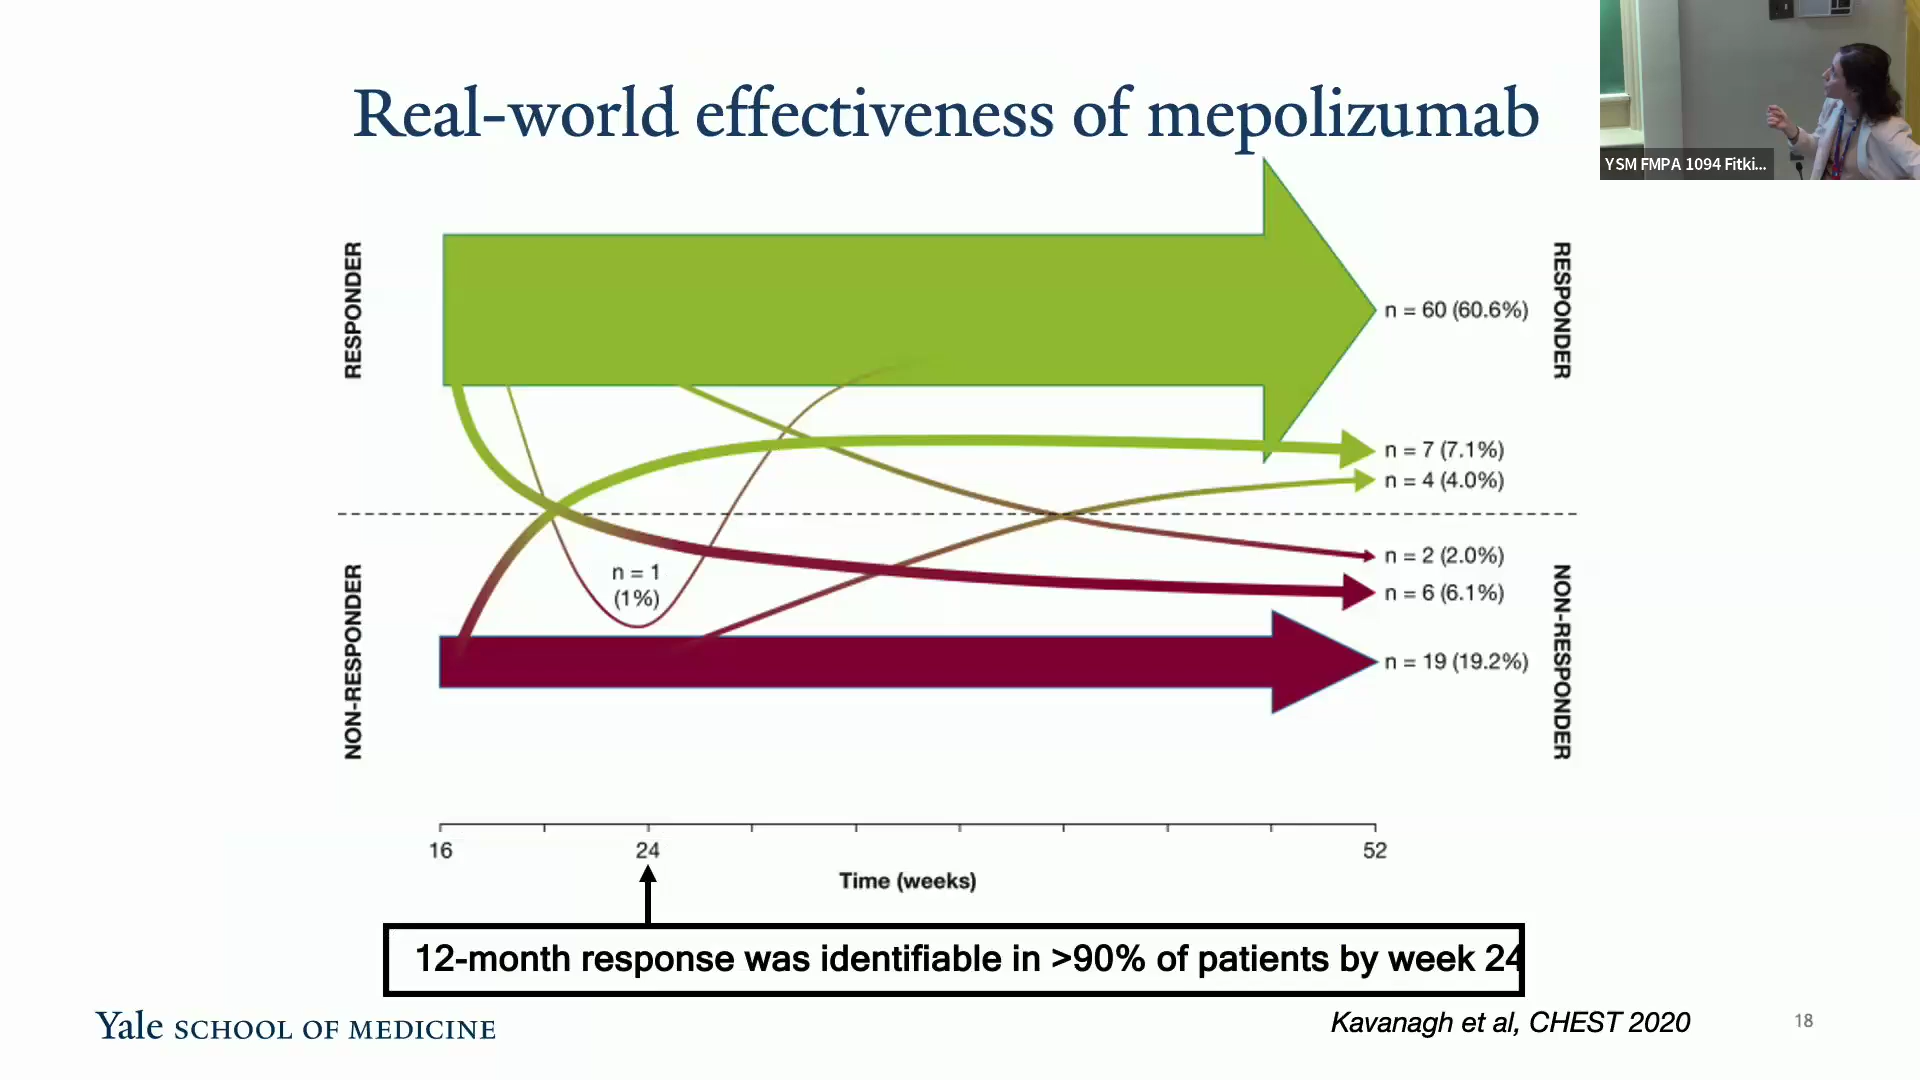 Real-world effectiveness of mepolizumab
YSM FMPA 1094 Fitki...
RESPONDER
RESPONDER
n = 60 (60.6%)
n = 7 (7.1%)
n = 4 (4.0%)
n = 2 (2.0%)
n = 6 (6.1%)
n = 1
(1%)
NON-RESPONDER
NON-RESPONDER
n = 19 (19.2%)
16
24
52
Time (weeks)
12-month response was identifiable in >90% of patients by week 24
Yale SCHOOL OF MEDICINE
Kavanagh et al, CHEST 2020
18